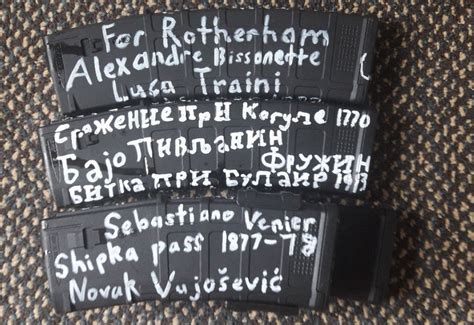 For Rotherham
Alexandre Bissonette
Luca Traini
Сражение при Кагуле 1770
Бајо Пивљанин
Фружин
Битка при Булаир 1913
Sebastiano Venier
Shipka pass 1877-78
Novak Vujošević